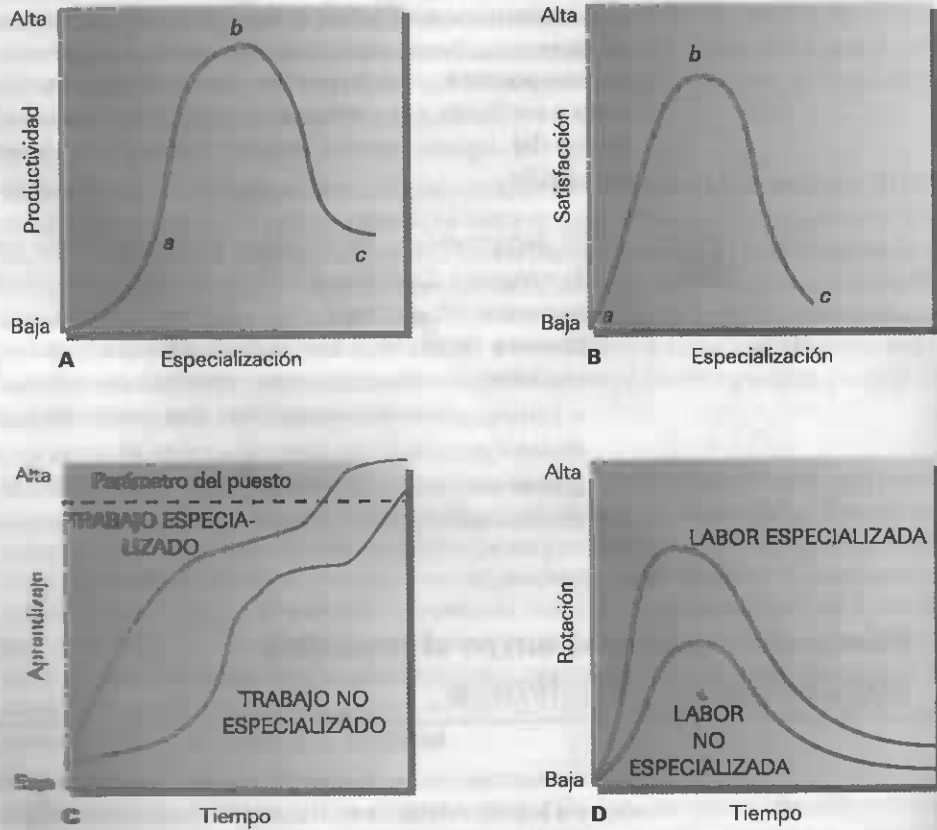 Alta
Productividad
Baja
a
b
c
A
Especialización
Alta
Satisfacción
Baja
a
b
c
B
Especialización
Alta
Aprendizaje
Parámetro del puesto
TRABAJO ESPECIA-
LIZADO
TRABAJO NO
ESPECIALIZADO
C
Tiempo
Alta
Rotación
Baja
LABOR ESPECIALIZADA
LABOR
NO
ESPECIALIZADA
D
Tiempo